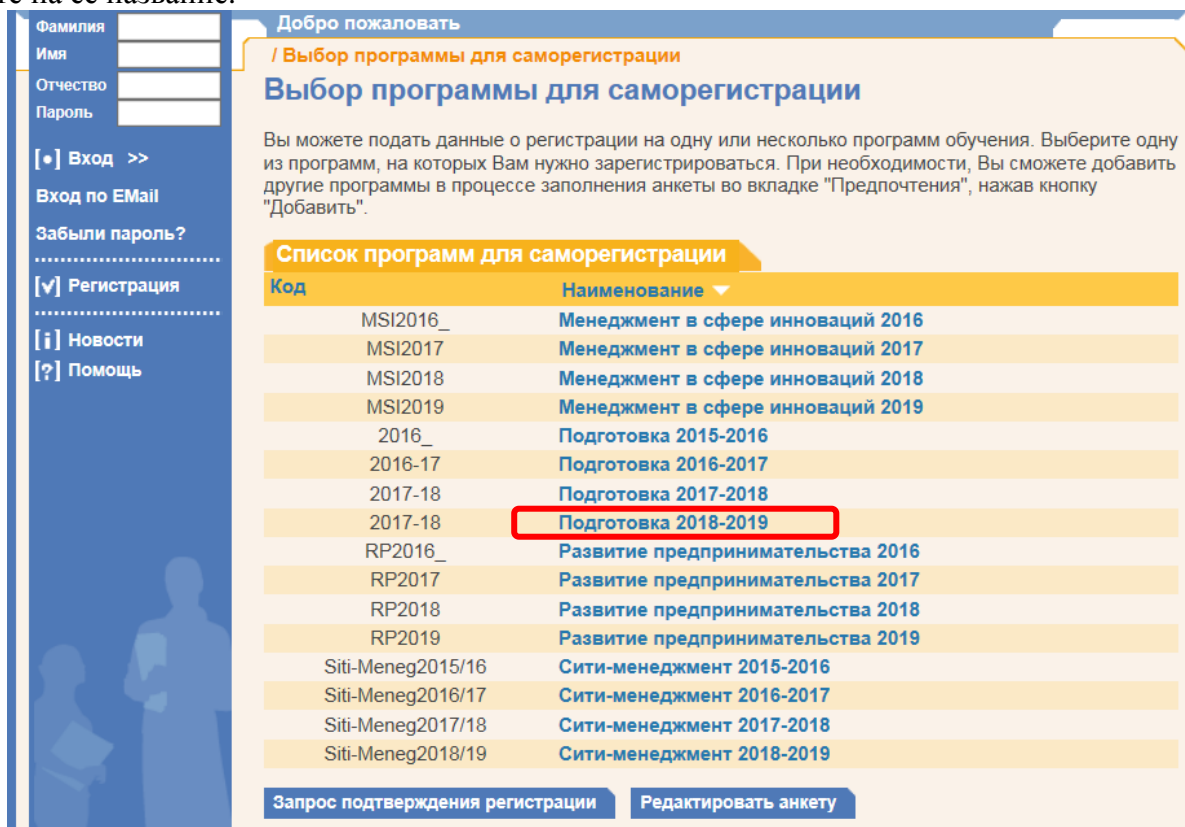 те на ее название.
Фамилия
Имя
Отчество
Пароль
[•] Вход >>
Вход по EMail
Забыли пароль?
[√] Регистрация
[i] Новости
[?] Помощь
Добро пожаловать
/ Выбор программы для саморегистрации
Выбор программы для саморегистрации
Вы можете подать данные о регистрации на одну или несколько программ обучения. Выберите одну
из программ, на которых Вам нужно зарегистрироваться. При необходимости, Вы сможете добавить
другие программы в процессе заполнения анкеты во вкладке "Предпочтения", нажав кнопку
"Добавить".
Список программ для саморегистрации
Код Наименование
MSI2016_ Менеджмент в сфере инноваций 2016
MSI2017 Менеджмент в сфере инноваций 2017
MSI2018 Менеджмент в сфере инноваций 2018
MSI2019 Менеджмент в сфере инноваций 2019
2016_ Подготовка 2015-2016
2016-17 Подготовка 2016-2017
2017-18 Подготовка 2017-2018
2017-18 Подготовка 2018-2019
RP2016_ Развитие предпринимательства 2016
RP2017 Развитие предпринимательства 2017
RP2018 Развитие предпринимательства 2018
RP2019 Развитие предпринимательства 2019
Siti-Meneg2015/16 Сити-менеджмент 2015-2016
Siti-Meneg2016/17 Сити-менеджмент 2016-2017
Siti-Meneg2017/18 Сити-менеджмент 2017-2018
Siti-Meneg2018/19 Сити-менеджмент 2018-2019
Запрос подтверждения регистрации Редактировать анкету